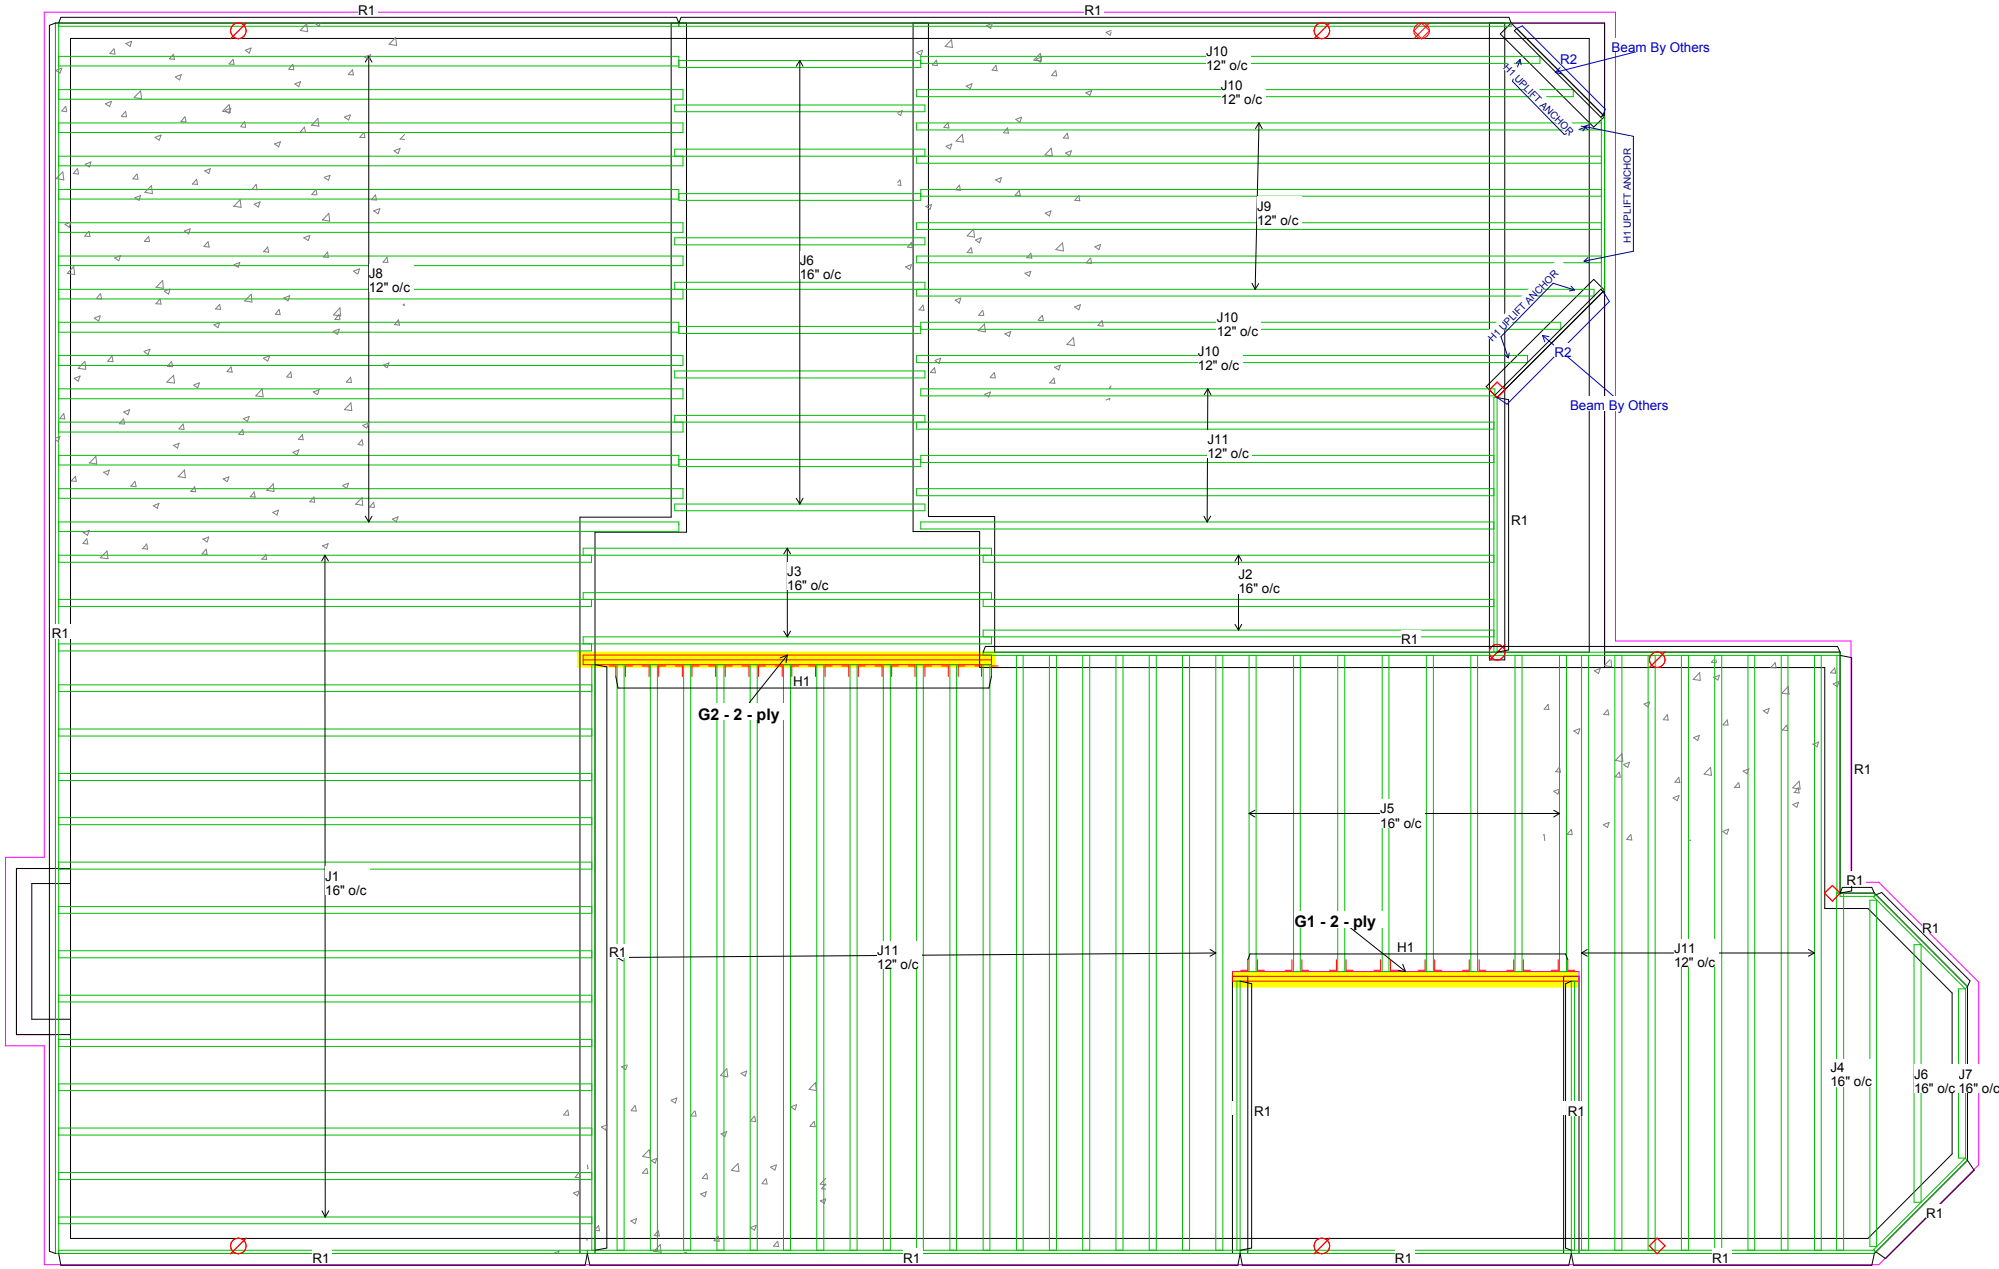 R1
R1
Beam By Others
R2
J10
12" o/c
H1 UPLIFT ANCHOR
J10
12" o/c
H1 UPLIFT ANCHOR
J9
12" o/c
J6
16" o/c
J8
12" o/c
H1 UPLIFT ANCHOR
J10
12" o/c
J10
12" o/c
R2
Beam By Others
J11
12" o/c
R1
J3
16" o/c
J2
16" o/c
R1
R1
H1
G2 - 2 - ply
R1
J5
16" o/c
J1
16" o/c
R1
G1 - 2 - ply
R1
H1
R1
J11
12" o/c
J11
12" o/c
J4
16" o/c
J6
16" o/c
J7
16" o/c
R1
R1
R1
R1
R1
R1
R1